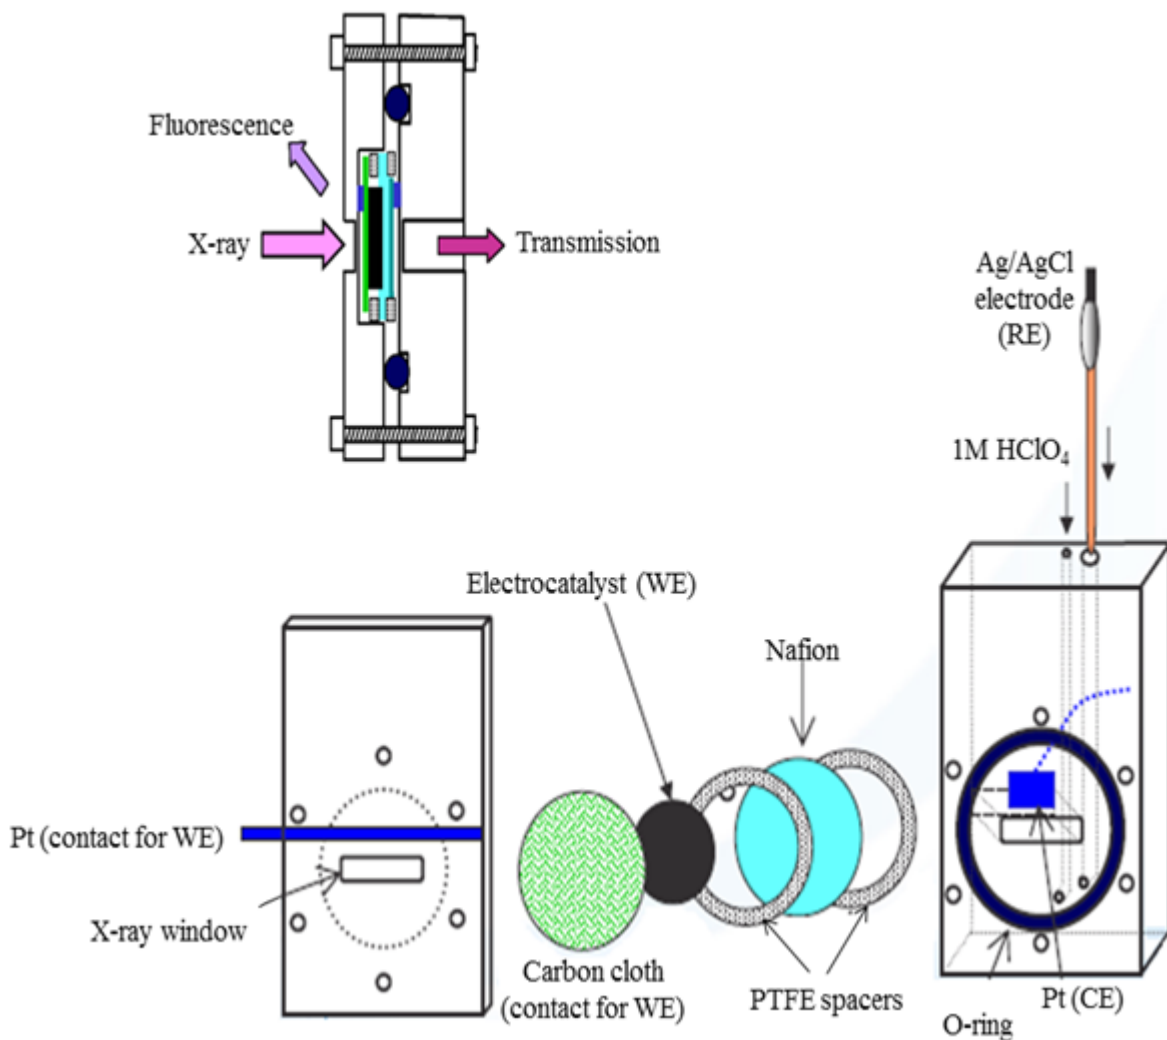 Fluorescence
X-ray
Transmission
Ag/AgCl
electrode
(RE)
1M HClO₄
Electrocatalyst (WE)
Nafion
Pt (contact for WE)
X-ray window
Carbon cloth
(contact for WE)
PTFE spacers
Pt (CE)
O-ring